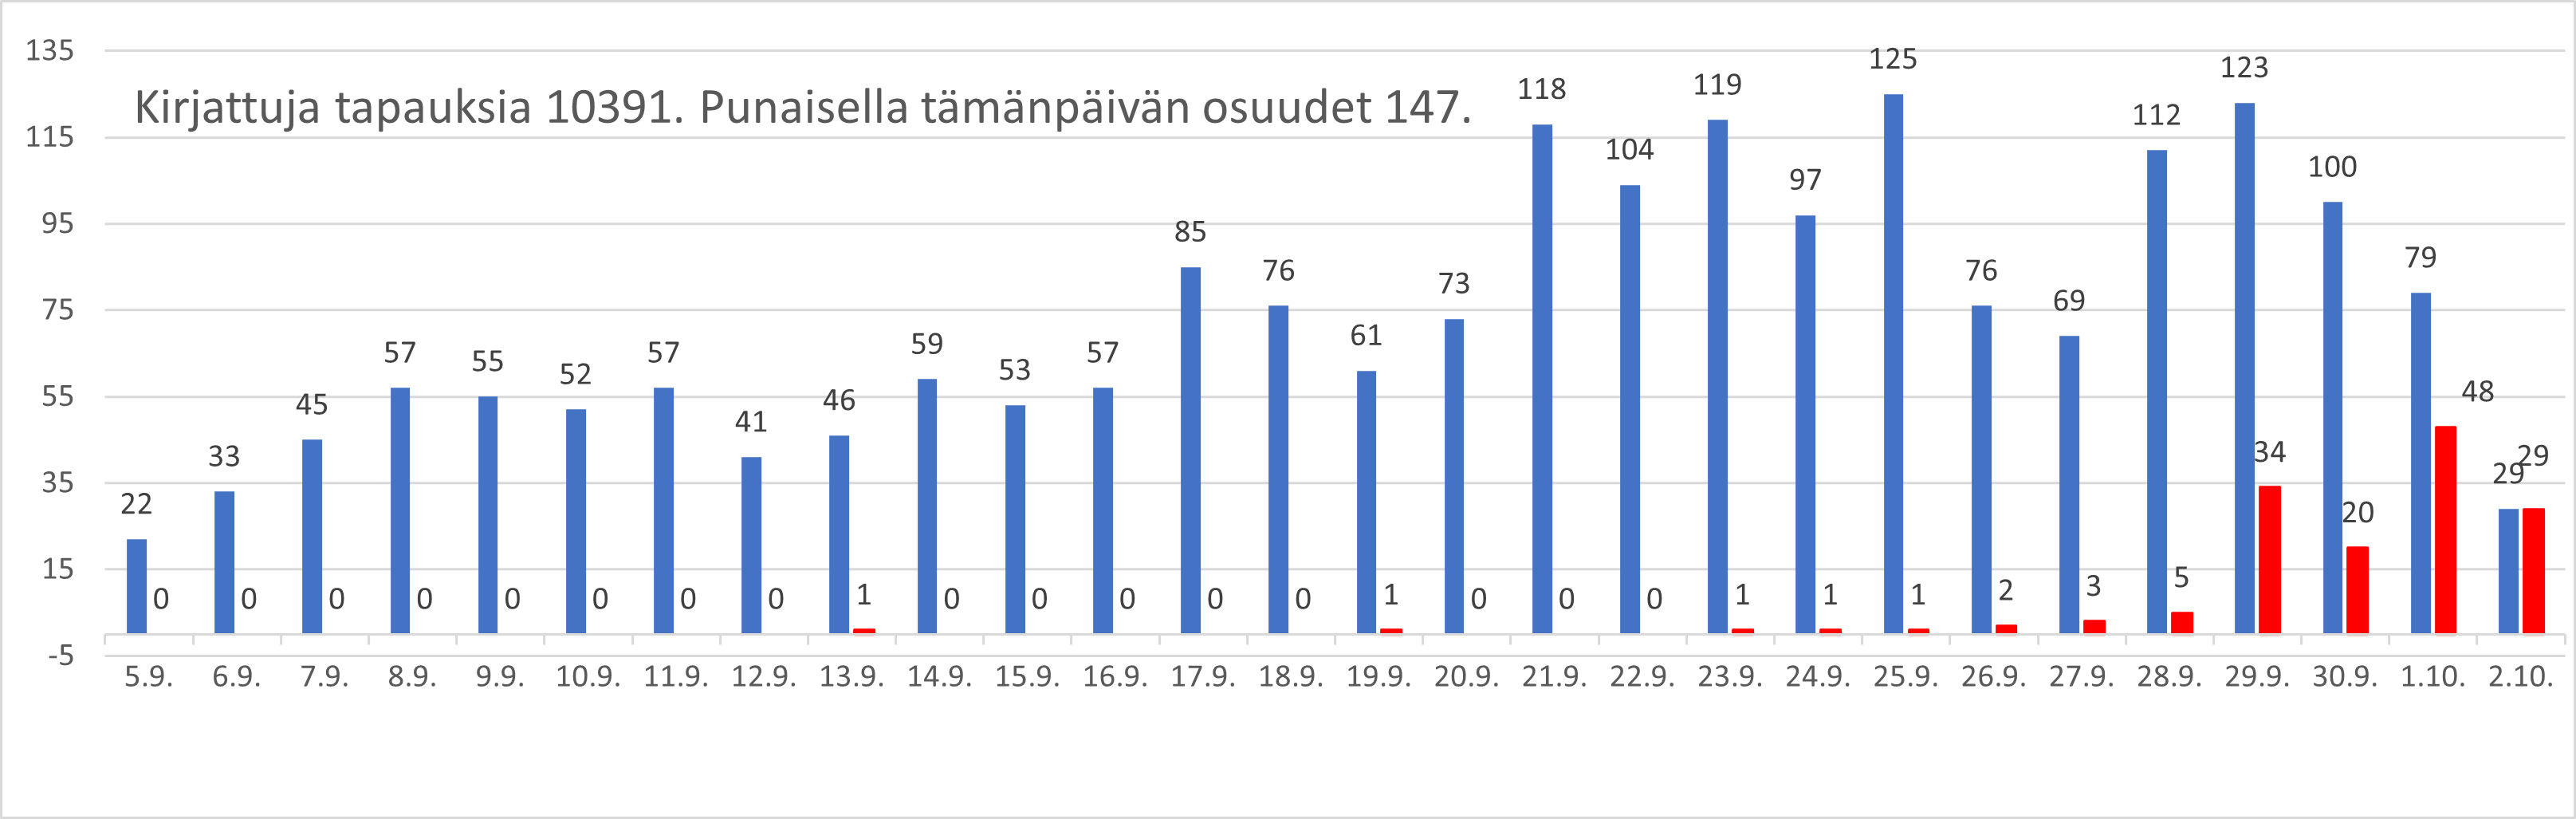 135
Kirjattuja tapauksia 10391. Punaisella tämänpäivän osuudet 147.
115
95
75
55
35
15
-5
22 33 45 57 55 52 57 41 46 59 53 57 85 76 61 73 118 104 119 97 125 76 69 112 123 100 79 29
0 0 0 0 0 0 0 0 1 0 0 0 0 0 1 0 0 0 1 1 1 2 3 5 34 20 48 29
5.9. 6.9. 7.9. 8.9. 9.9. 10.9. 11.9. 12.9. 13.9. 14.9. 15.9. 16.9. 17.9. 18.9. 19.9. 20.9. 21.9. 22.9. 23.9. 24.9. 25.9. 26.9. 27.9. 28.9. 29.9. 30.9. 1.10. 2.10.